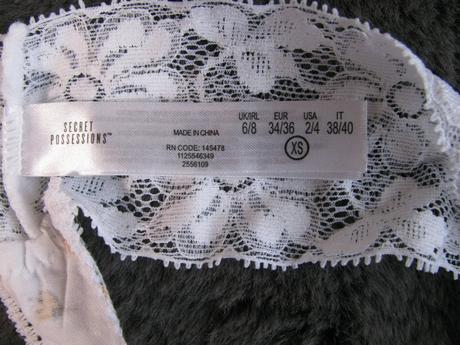 SECRET
POSSESSIONS™
MADE IN CHINA
RN CODE: 145478
1125546349
2556109
UK/IRL EUR USA IT
6/8 34/36 2/4 38/40
XS